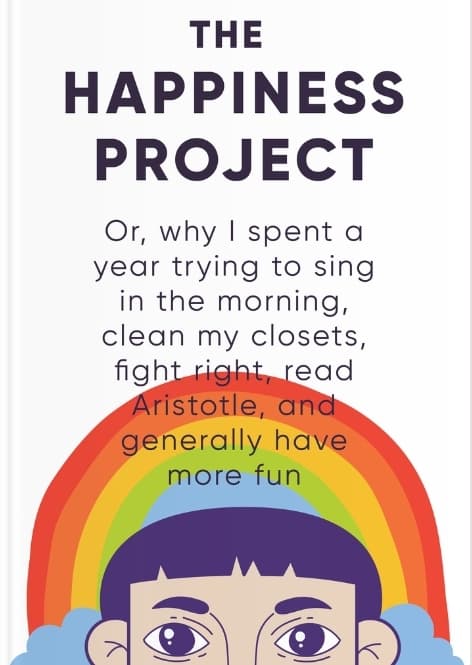 THE
HAPPINESS
PROJECT
Or, why I spent a
year trying to sing
in the morning,
clean my closets,
fight right, read
Aristotle, and
generally have
more fun